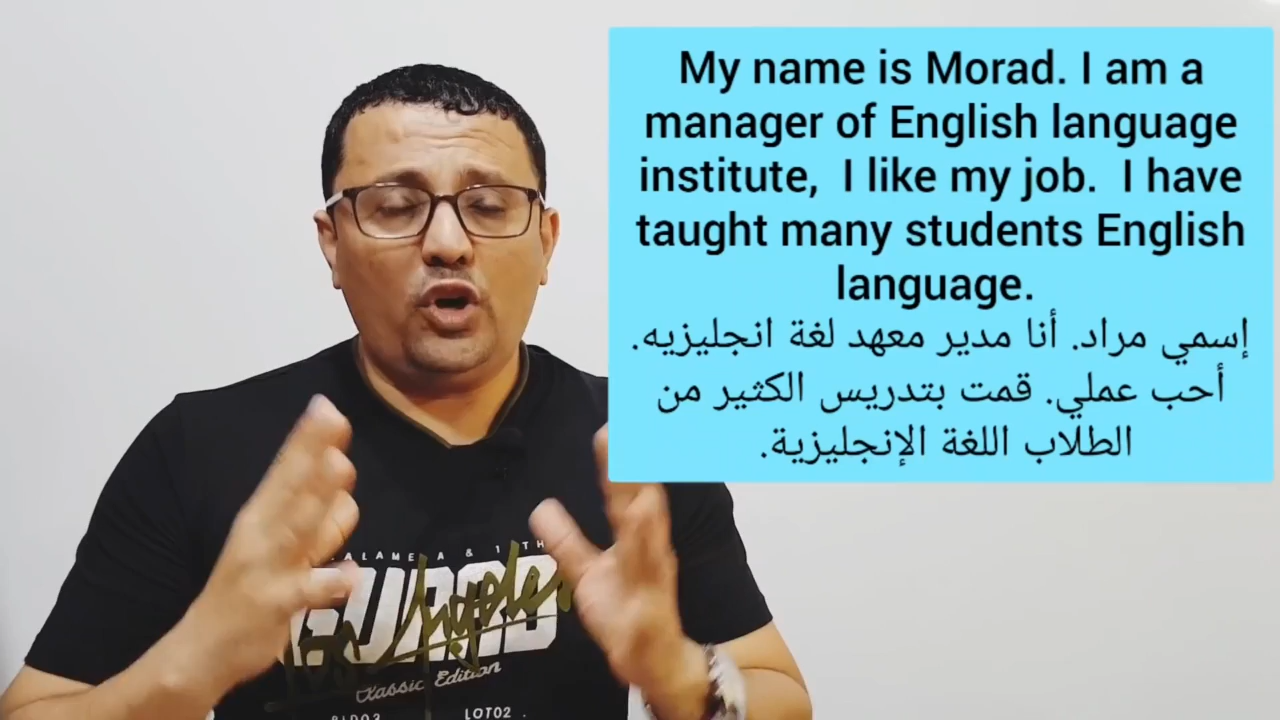 My name is Morad. I am a
manager of English language
institute, I like my job. I have
taught many students English
language.
إسمي مراد. أنا مدير معهد لغة انجليزيه.
أحب عملي. قمت بتدريس الكثير من
الطلاب اللغة الإنجليزية.
Classic Edition
LOT02